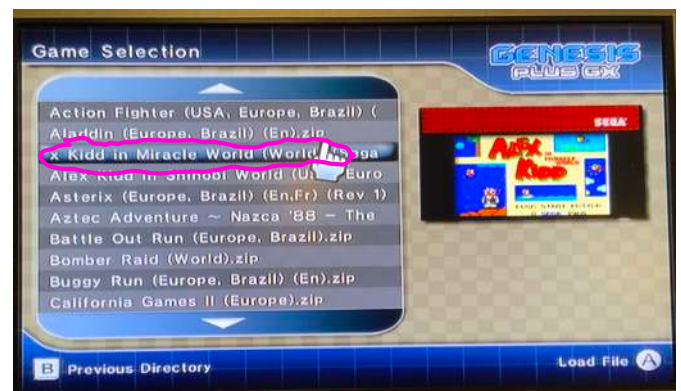 Game Selection
GENESIS
PLUS GX
Action Fighter (USA, Europe, Brazil) (
Aladdin (Europe, Brazil) (En).zip
x Kidd in Miracle World (World
Alex Kidd in Shinobi World (U Euro
Asterix (Europe, Brazil) (En,Fr) (Rev 1)
Aztec Adventure ~ Nazca '88 - The
Battle Out Run (Europe, Brazil).zip
Bomber Raid (World).zip
Buggy Run (Europe, Brazil) (En).zip
California Games II (Europe).zip
SEGA
ALEX
KIDD
B Previous Directory
Load File A